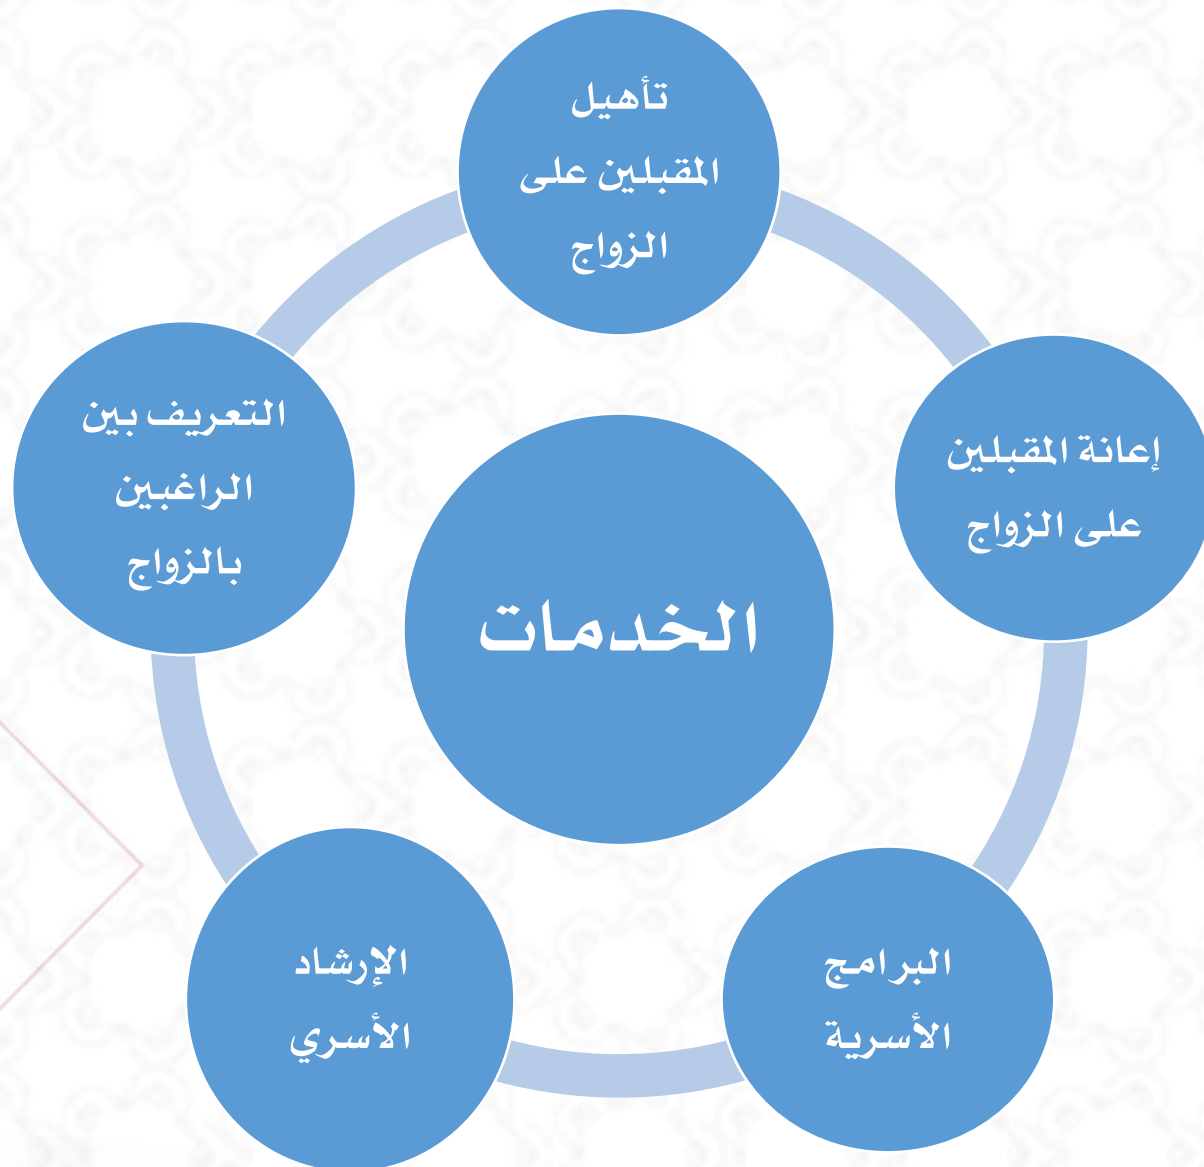 تأهيل
المقبلين على
الزواج
إعانة المقبلين
على الزواج
التعريف بين
الراغبين
بالزواج
الخدمات
البرامج
الأسرية
الإرشاد
الأسري